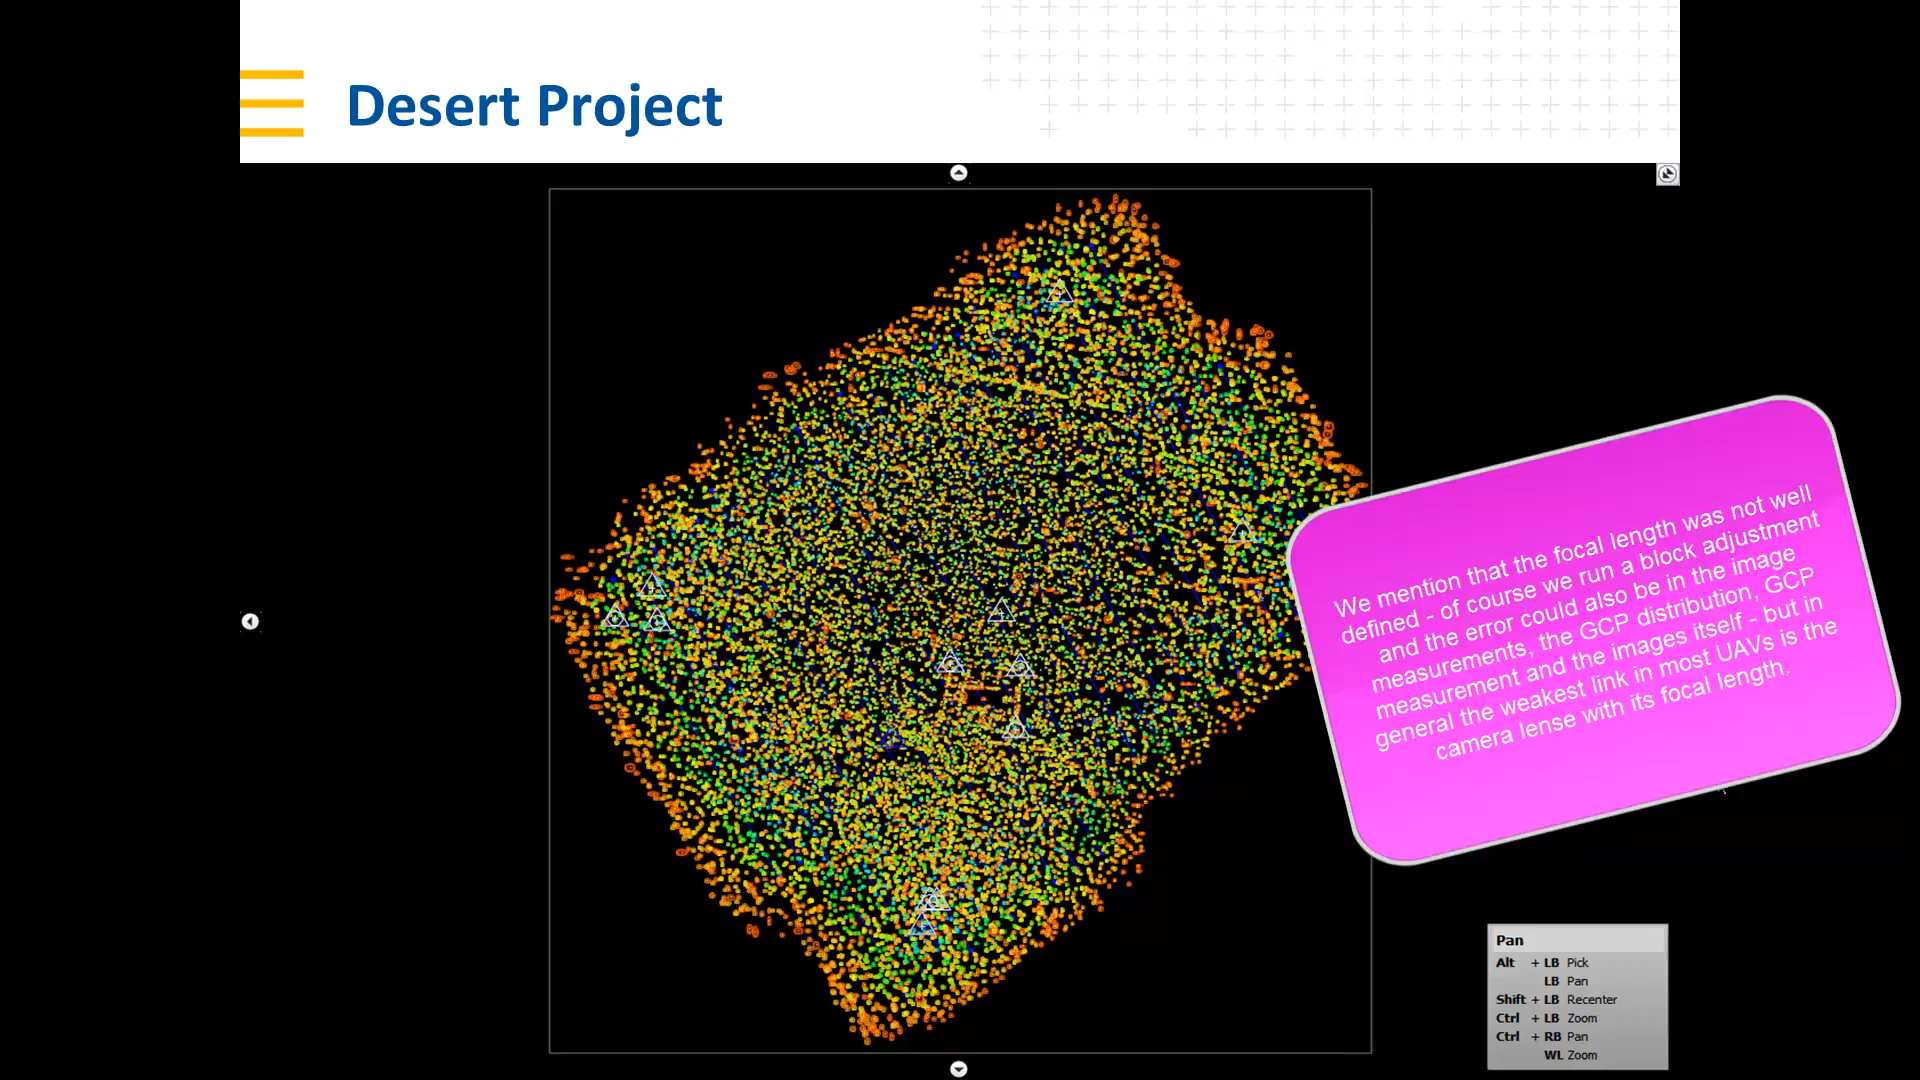 Desert Project
We mention that the focal length was not well
defined - of course we run a block adjustment
and the error could also be in the image
measurements, the GCP distribution, GCP
measurement and the images itself - but in
general the weakest link in most UAVs is the
camera lense with its focal length.
Pan
Alt + LB Pick
LB Pan
Shift + LB Recenter
Ctrl + LB Zoom
Ctrl + RB Pan
WL Zoom